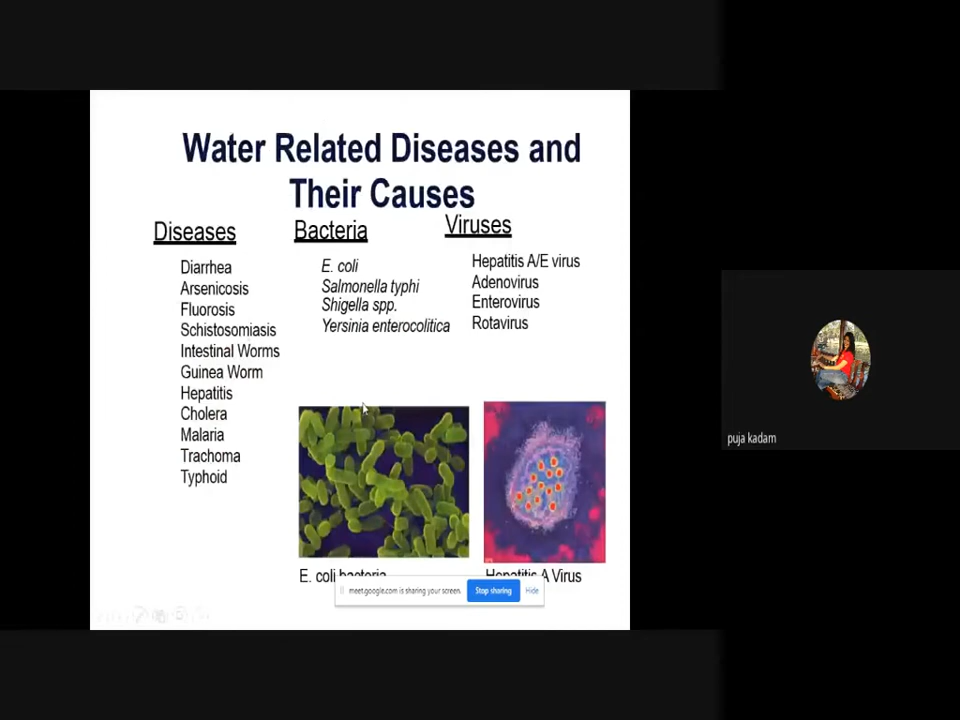 Water Related Diseases and
Their Causes
Diseases
Diarrhea
Arsenicosis
Fluorosis
Schistosomiasis
Intestinal Worms
Guinea Worm
Hepatitis
Cholera
Malaria
Trachoma
Typhoid
Bacteria
E. coli
Salmonella typhi
Shigella spp.
Yersinia enterocolitica
Viruses
Hepatitis A/E virus
Adenovirus
Enterovirus
Rotavirus
E. coli bacteria
Hepatitis A Virus
meet.google.com is sharing your screen.
Stop sharing
Hide
puja kadam